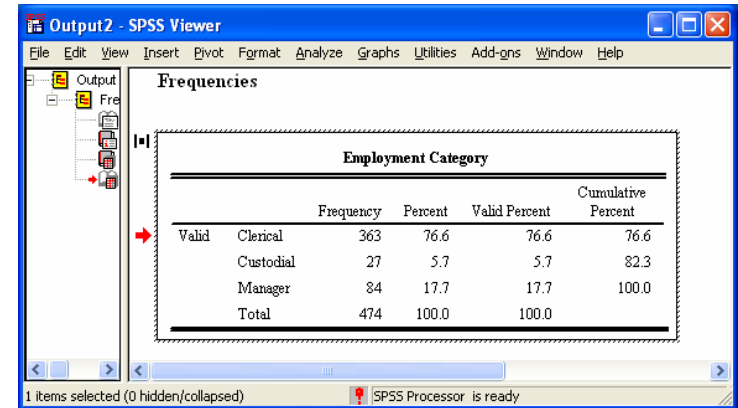 Output2 - SPSS Viewer
File Edit View Insert Pivot Format Analyze Graphs Utilities Add-ons Window Help
Output
Fre
Frequencies
Employment Category
Frequency Percent Valid Percent Cumulative Percent
Valid Clerical 363 76.6 76.6 76.6
Custodial 27 5.7 5.7 82.3
Manager 84 17.7 17.7 100.0
Total 474 100.0 100.0
1 items selected (0 hidden/collapsed) SPSS Processor is ready